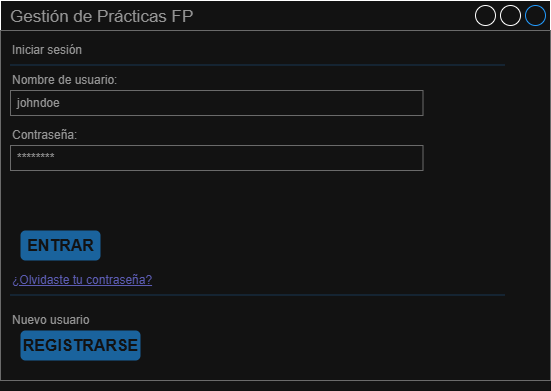 Gestión de Prácticas FP
Iniciar sesión
Nombre de usuario:
johndoe
Contraseña:
********
ENTRAR
¿Olvidaste tu contraseña?
Nuevo usuario
REGISTRARSE